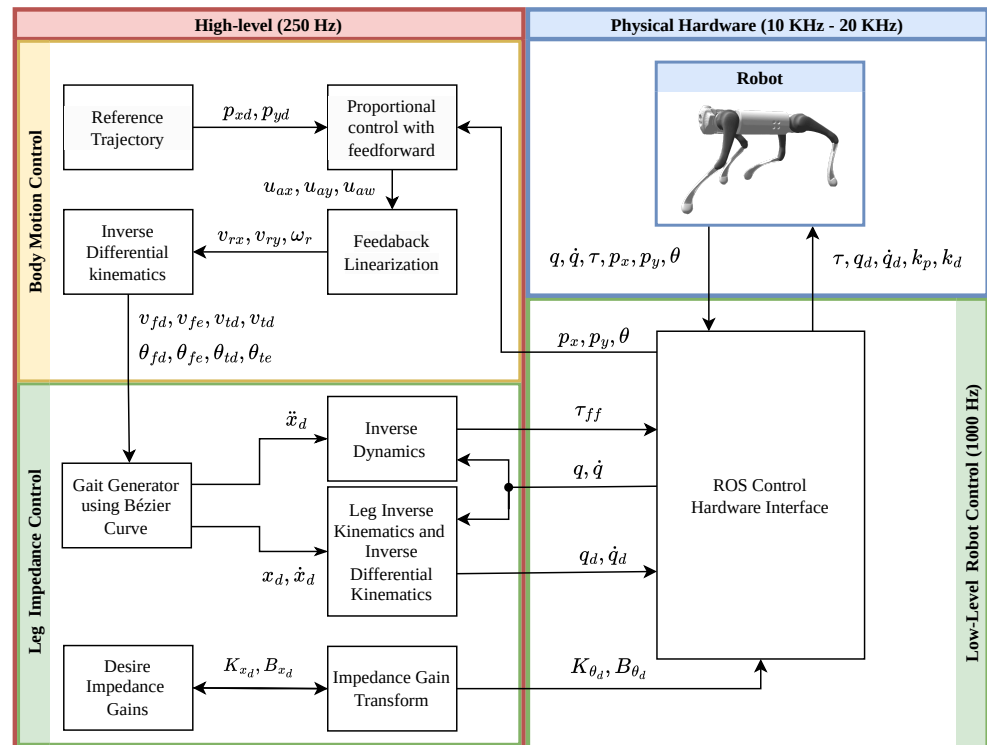 High-level (250 Hz)
Physical Hardware (10 KHz - 20 KHz)
Body Motion Control
Reference
Trajectory
p_{xd}, p_{yd}
Proportional
control with
feedforward
u_{ax}, u_{ay}, u_{aw}
Inverse
Differential
kinematics
v_{rx}, v_{ry}, ω_r
Feedaback
Linearization
v_{fd}, v_{fe}, v_{td}, v_{td}
θ_{fd}, θ_{fe}, θ_{td}, θ_{te}
Robot
q, q̇, τ, p_x, p_y, θ
τ, q_d, q̇_d, k_p, k_d
p_x, p_y, θ
Leg Impedance Control
Gait Generator
using Bézier
Curve
ẍ_d
x_d, ẋ_d
Inverse
Dynamics
τ_{ff}
q, q̇
Leg Inverse
Kinematics and
Inverse
Differential
Kinematics
q_d, q̇_d
Desire
Impedance
Gains
K_{x_d}, B_{x_d}
Impedance Gain
Transform
K_{θ_d}, B_{θ_d}
ROS Control
Hardware Interface
Low-Level Robot Control (1000 Hz)